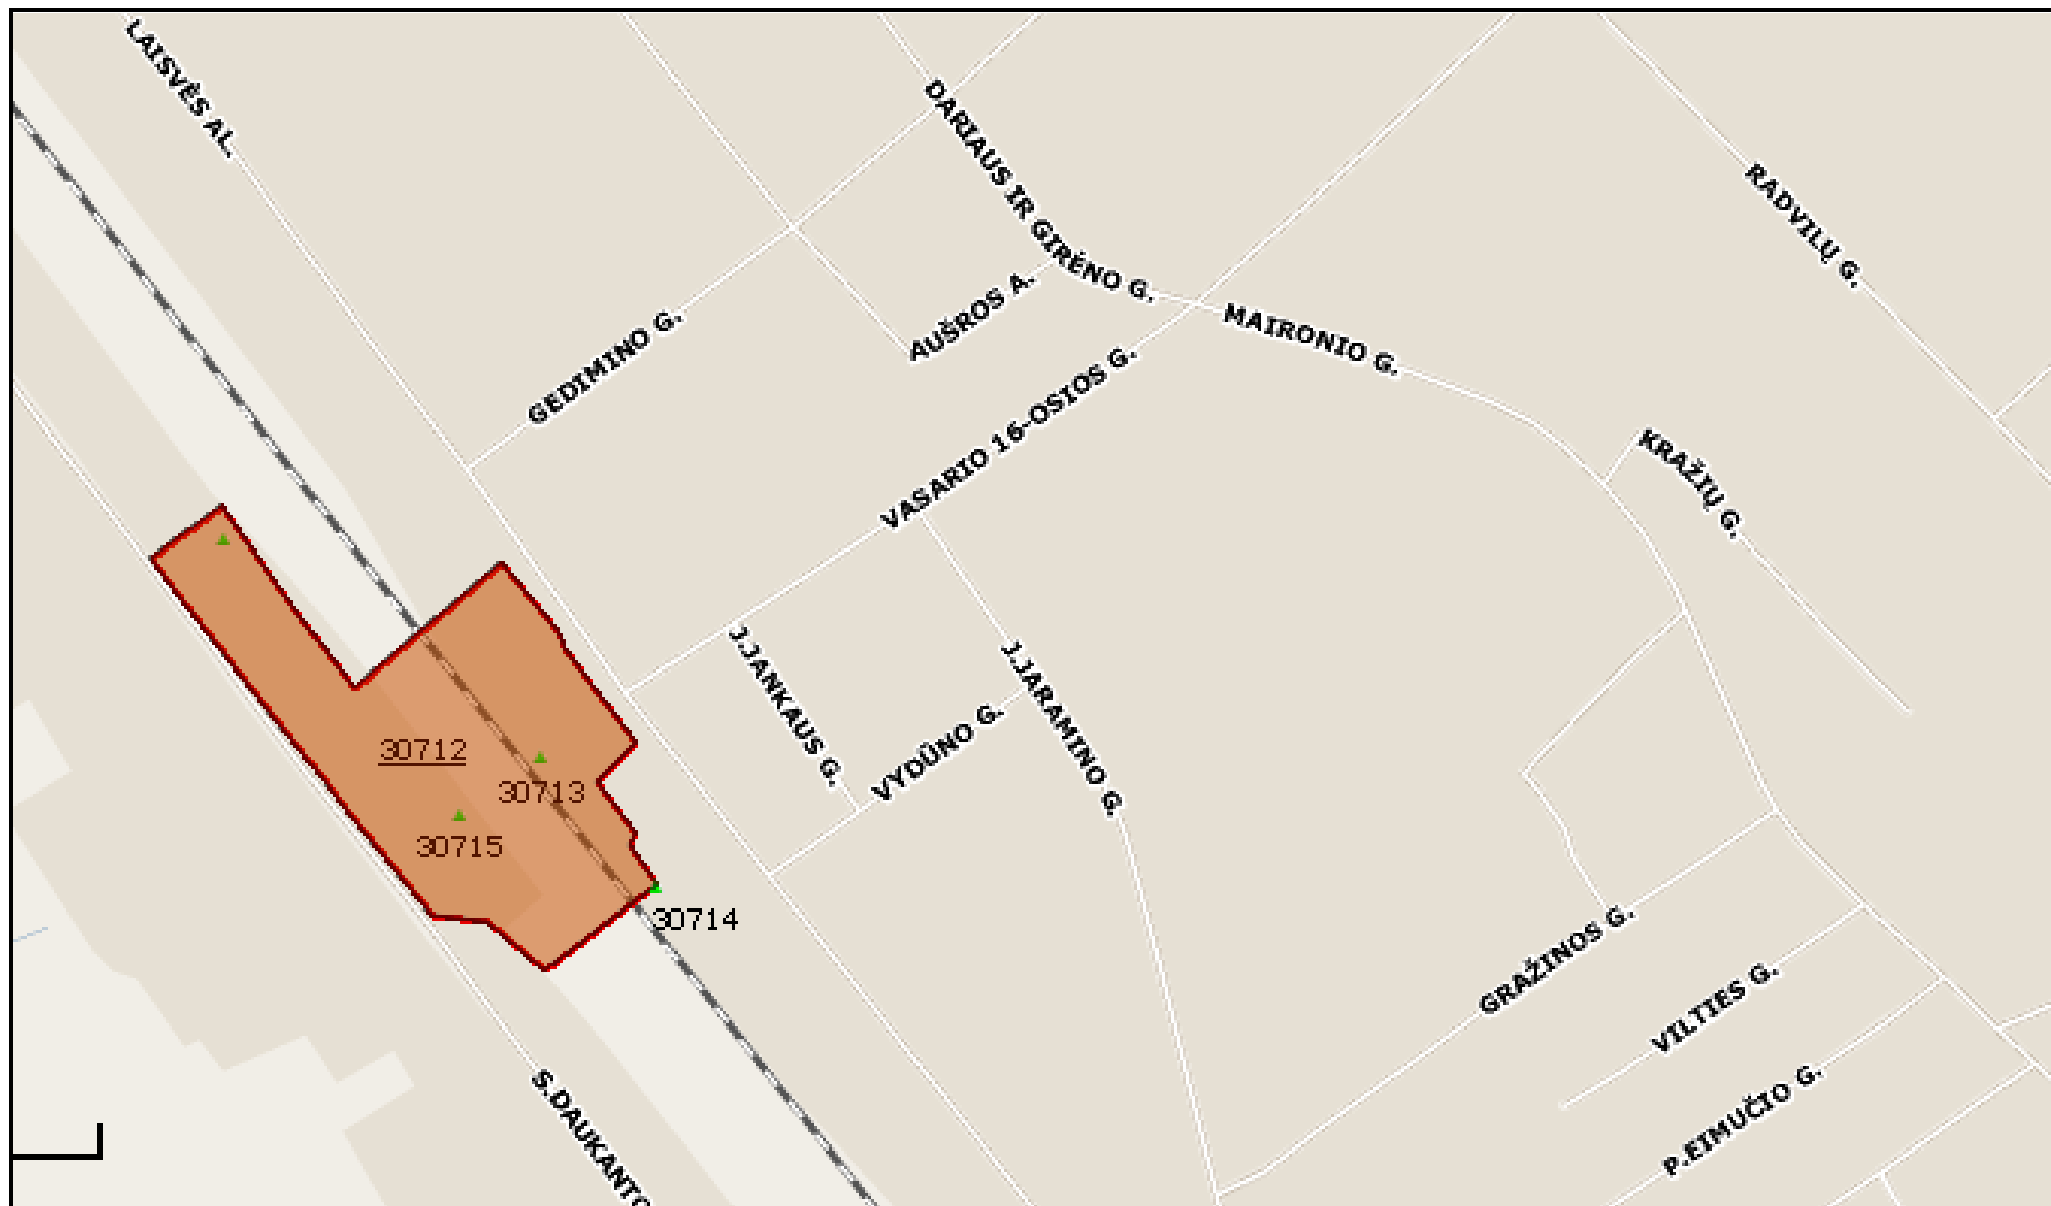 LAISVĖS AL.
DARIAUS IR GIRĖNO G.
RADVILŲ G.
AUŠROS A.
GEDIMINO G.
MAIRONIO G.
VASARIO 16-OSIOS G.
KRAŽIŲ G.
J.JANKAUS G.
J.JARAMINO G.
VYDŪNO G.
30712
30713
30715
30714
GRAŽINOS G.
VILTIES G.
P.EIMUČIO G.
S.DAUKANTO